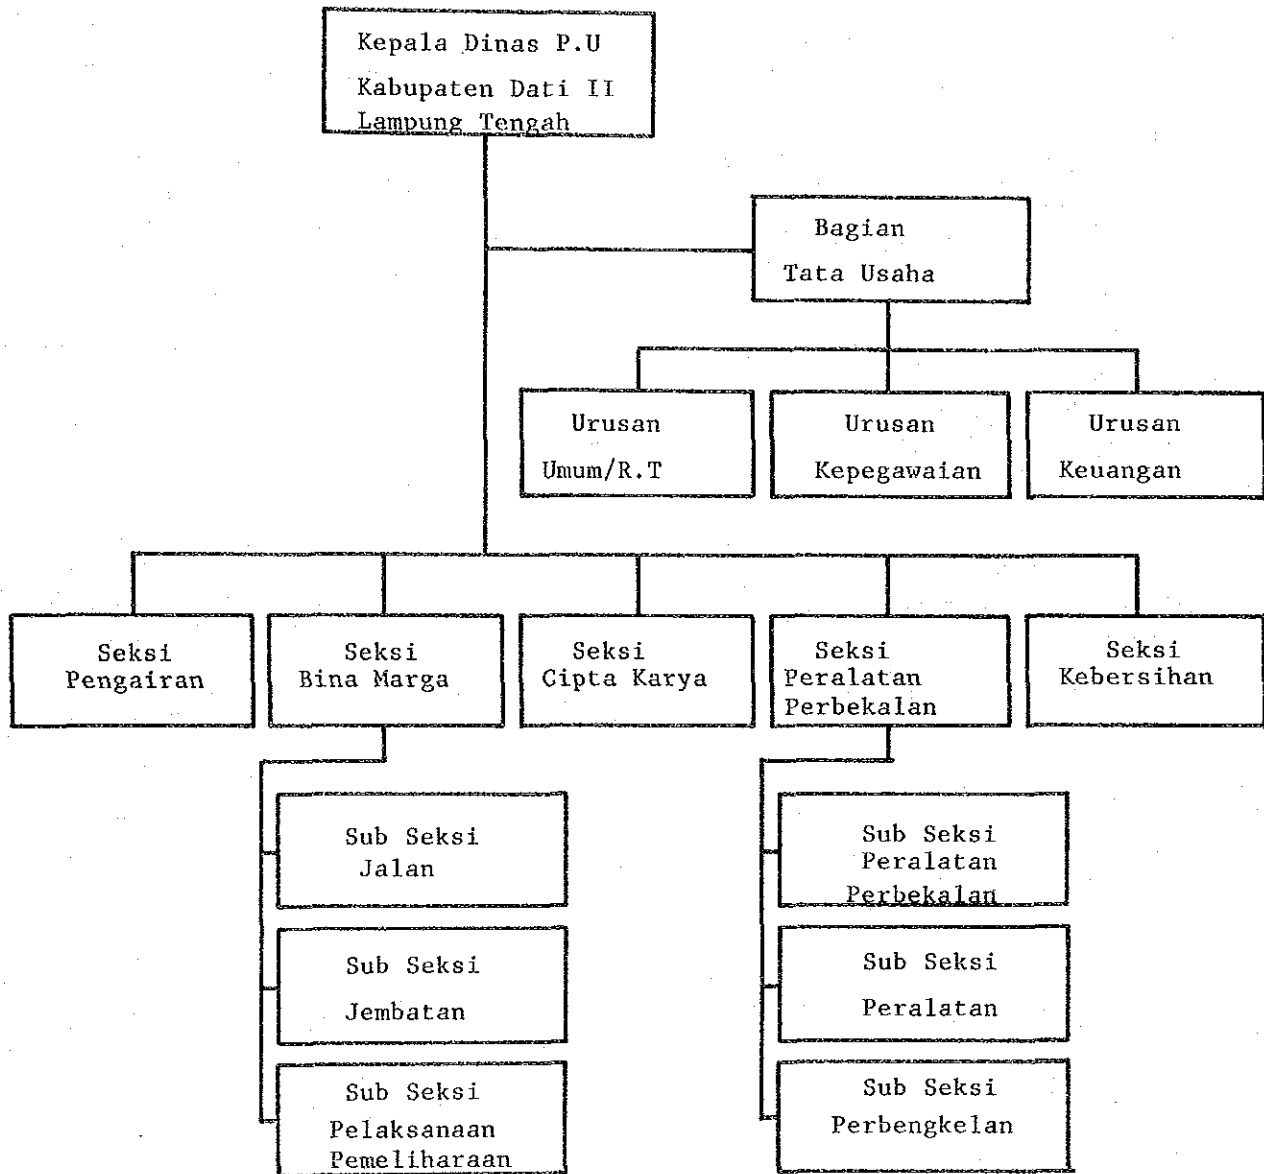 Kepala Dinas P.U
Kabupaten Dati II
Lampung Tengah
Bagian
Tata Usaha
Urusan
Umum/R.T
Urusan
Kepegawaian
Urusan
Keuangan
Seksi
Pengairan
Seksi
Bina Marga
Seksi
Cipta Karya
Seksi
Peralatan
Perbekalan
Seksi
Kebersihan
Sub Seksi
Jalan
Sub Seksi
Jembatan
Sub Seksi
Pelaksanaan
Pemeliharaan
Sub Seksi
Peralatan
Perbekalan
Sub Seksi
Peralatan
Sub Seksi
Perbengkelan